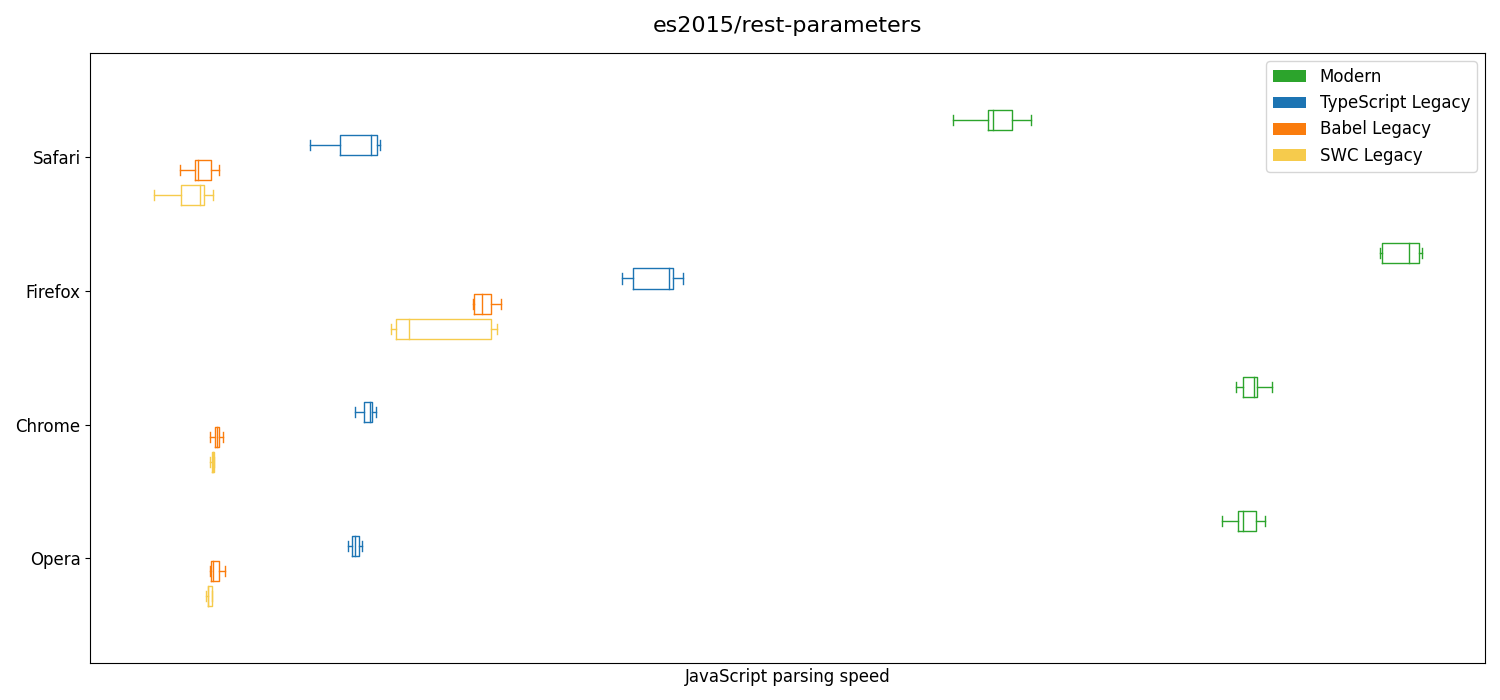 es2015/rest-parameters
Modern
TypeScript Legacy
Babel Legacy
SWC Legacy
Safari
Firefox
Chrome
Opera
JavaScript parsing speed